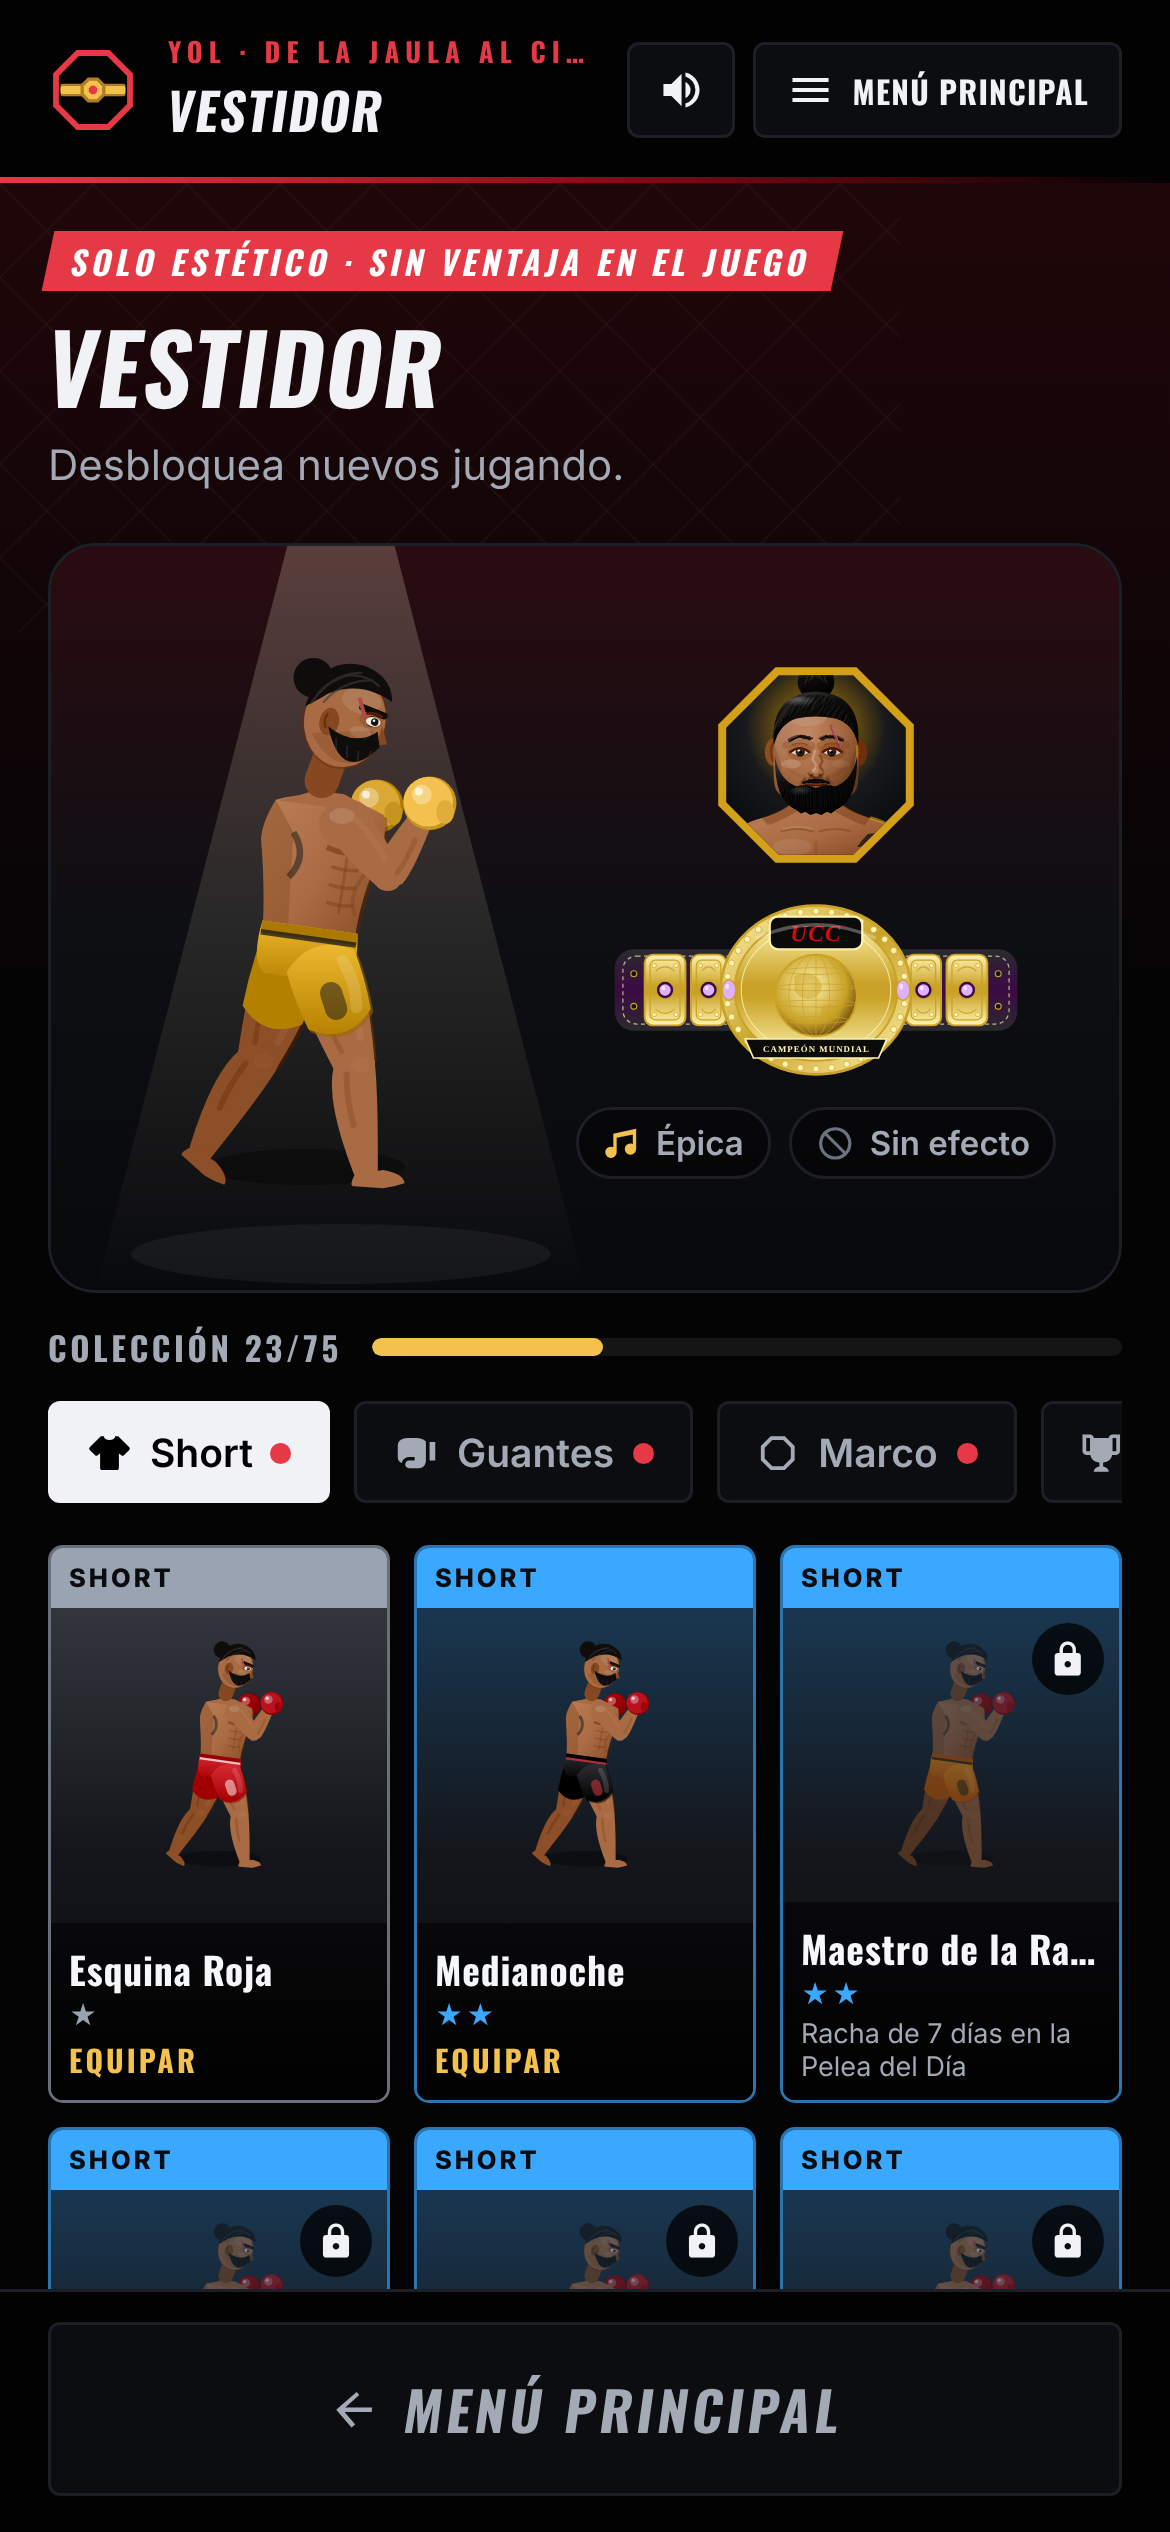 YOL · DE LA JAULA AL CI...
VESTIDOR
MENÚ PRINCIPAL
SOLO ESTÉTICO · SIN VENTAJA EN EL JUEGO
VESTIDOR
Desbloquea nuevos jugando.
UCC
CAMPEÓN MUNDIAL
Épica
Sin efecto
COLECCIÓN 23/75
Short
Guantes
Marco
SHORT
SHORT
SHORT
Esquina Roja
EQUIPAR
Medianoche
EQUIPAR
Maestro de la Ra...
Racha de 7 días en la
Pelea del Día
SHORT
SHORT
SHORT
MENÚ PRINCIPAL